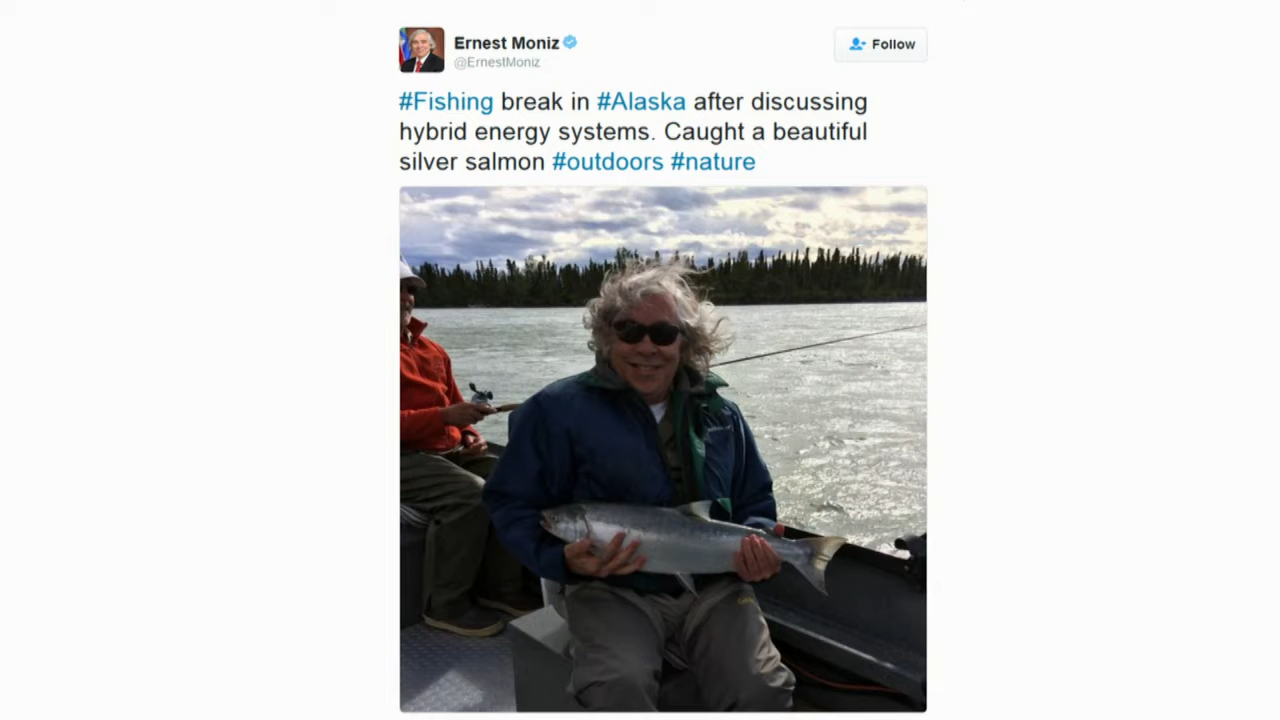 Ernest Moniz
@ErnestMoniz
Follow
#Fishing break in #Alaska after discussing
hybrid energy systems. Caught a beautiful
silver salmon #outdoors #nature